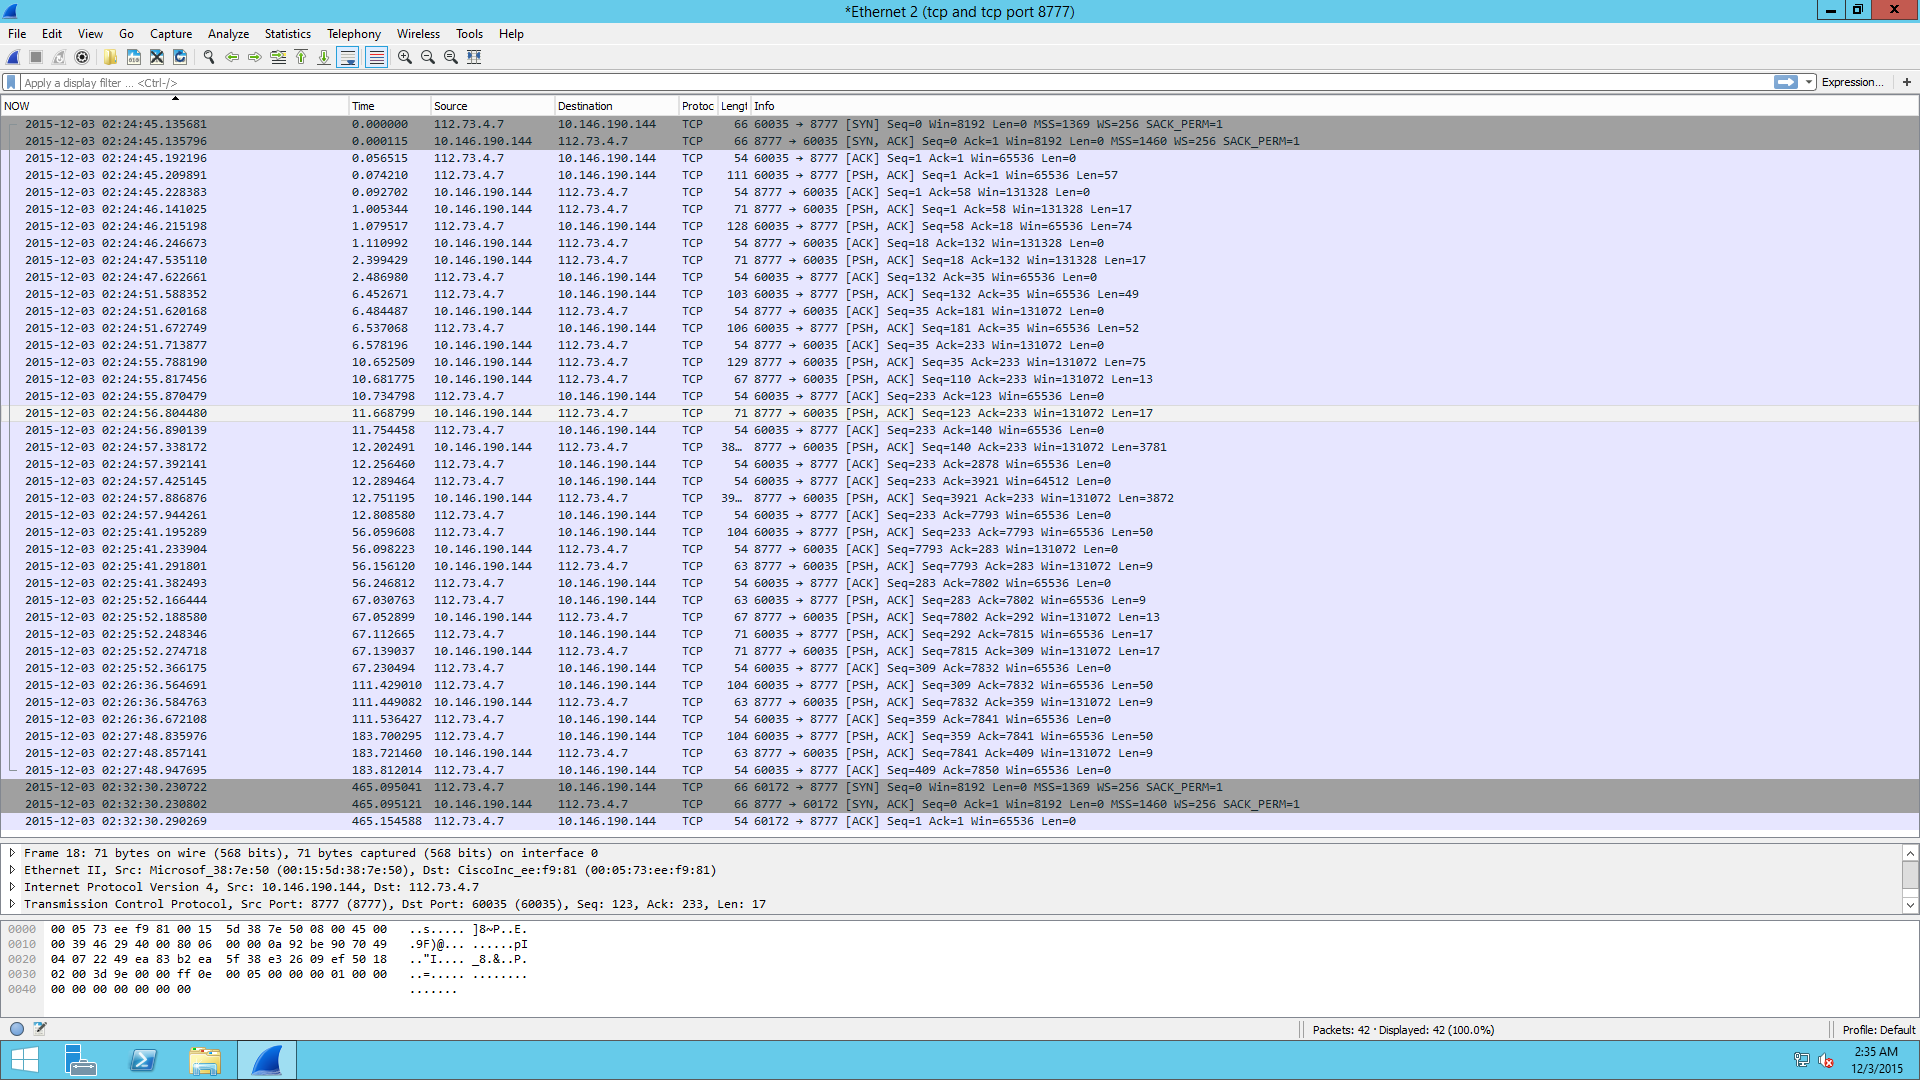 *Ethernet 2 (tcp and tcp port 8777)
File Edit View Go Capture Analyze Statistics Telephony Wireless Tools Help
Apply a display filter ... <Ctrl-/> Expression... +
NOW Time Source Destination Protoc Lengt Info
2015-12-03 02:24:45.135681 0.000000 112.73.4.7 10.146.190.144 TCP 66 60035 → 8777 [SYN] Seq=0 Win=8192 Len=0 MSS=1369 WS=256 SACK_PERM=1
2015-12-03 02:24:45.135796 0.000115 10.146.190.144 112.73.4.7 TCP 66 8777 → 60035 [SYN, ACK] Seq=0 Ack=1 Win=8192 Len=0 MSS=1460 WS=256 SACK_PERM=1
2015-12-03 02:24:45.192196 0.056515 112.73.4.7 10.146.190.144 TCP 54 60035 → 8777 [ACK] Seq=1 Ack=1 Win=65536 Len=0
2015-12-03 02:24:45.209891 0.074210 112.73.4.7 10.146.190.144 TCP 111 60035 → 8777 [PSH, ACK] Seq=1 Ack=1 Win=65536 Len=57
2015-12-03 02:24:45.228383 0.092702 10.146.190.144 112.73.4.7 TCP 54 8777 → 60035 [ACK] Seq=1 Ack=58 Win=131328 Len=0
2015-12-03 02:24:46.141025 1.005344 10.146.190.144 112.73.4.7 TCP 71 8777 → 60035 [PSH, ACK] Seq=1 Ack=58 Win=131328 Len=17
2015-12-03 02:24:46.215198 1.079517 112.73.4.7 10.146.190.144 TCP 128 60035 → 8777 [PSH, ACK] Seq=58 Ack=18 Win=65536 Len=74
2015-12-03 02:24:46.246673 1.110992 10.146.190.144 112.73.4.7 TCP 54 8777 → 60035 [ACK] Seq=18 Ack=132 Win=131328 Len=0
2015-12-03 02:24:47.535110 2.399429 10.146.190.144 112.73.4.7 TCP 71 8777 → 60035 [PSH, ACK] Seq=18 Ack=132 Win=131328 Len=17
2015-12-03 02:24:47.622661 2.486980 112.73.4.7 10.146.190.144 TCP 54 60035 → 8777 [ACK] Seq=132 Ack=35 Win=65536 Len=0
2015-12-03 02:24:51.588352 6.452671 112.73.4.7 10.146.190.144 TCP 103 60035 → 8777 [PSH, ACK] Seq=132 Ack=35 Win=65536 Len=49
2015-12-03 02:24:51.620168 6.484487 10.146.190.144 112.73.4.7 TCP 54 8777 → 60035 [ACK] Seq=35 Ack=181 Win=131072 Len=0
2015-12-03 02:24:51.672749 6.537068 112.73.4.7 10.146.190.144 TCP 106 60035 → 8777 [PSH, ACK] Seq=181 Ack=35 Win=65536 Len=52
2015-12-03 02:24:51.713877 6.578196 10.146.190.144 112.73.4.7 TCP 54 8777 → 60035 [ACK] Seq=35 Ack=233 Win=131072 Len=0
2015-12-03 02:24:55.788190 10.652509 10.146.190.144 112.73.4.7 TCP 129 8777 → 60035 [PSH, ACK] Seq=35 Ack=233 Win=131072 Len=75
2015-12-03 02:24:55.817456 10.681775 10.146.190.144 112.73.4.7 TCP 67 8777 → 60035 [PSH, ACK] Seq=110 Ack=233 Win=131072 Len=13
2015-12-03 02:24:55.870479 10.734798 112.73.4.7 10.146.190.144 TCP 54 60035 → 8777 [ACK] Seq=233 Ack=123 Win=65536 Len=0
2015-12-03 02:24:56.804480 11.668799 10.146.190.144 112.73.4.7 TCP 71 8777 → 60035 [PSH, ACK] Seq=123 Ack=233 Win=131072 Len=17
2015-12-03 02:24:56.890139 11.754458 112.73.4.7 10.146.190.144 TCP 54 60035 → 8777 [ACK] Seq=233 Ack=140 Win=65536 Len=0
2015-12-03 02:24:57.338172 12.202491 10.146.190.144 112.73.4.7 TCP 38… 8777 → 60035 [PSH, ACK] Seq=140 Ack=233 Win=131072 Len=3781
2015-12-03 02:24:57.392141 12.256460 112.73.4.7 10.146.190.144 TCP 54 60035 → 8777 [ACK] Seq=233 Ack=2878 Win=65536 Len=0
2015-12-03 02:24:57.425145 12.289464 112.73.4.7 10.146.190.144 TCP 54 60035 → 8777 [ACK] Seq=233 Ack=3921 Win=64512 Len=0
2015-12-03 02:24:57.886876 12.751195 10.146.190.144 112.73.4.7 TCP 39… 8777 → 60035 [PSH, ACK] Seq=3921 Ack=233 Win=131072 Len=3872
2015-12-03 02:24:57.944261 12.808580 112.73.4.7 10.146.190.144 TCP 54 60035 → 8777 [ACK] Seq=233 Ack=7793 Win=65536 Len=0
2015-12-03 02:25:41.195289 56.059608 112.73.4.7 10.146.190.144 TCP 104 60035 → 8777 [PSH, ACK] Seq=233 Ack=7793 Win=65536 Len=50
2015-12-03 02:25:41.233904 56.098223 10.146.190.144 112.73.4.7 TCP 54 8777 → 60035 [ACK] Seq=7793 Ack=283 Win=131072 Len=0
2015-12-03 02:25:41.291801 56.156120 10.146.190.144 112.73.4.7 TCP 63 8777 → 60035 [PSH, ACK] Seq=7793 Ack=283 Win=131072 Len=9
2015-12-03 02:25:41.382493 56.246812 112.73.4.7 10.146.190.144 TCP 54 60035 → 8777 [ACK] Seq=283 Ack=7802 Win=65536 Len=0
2015-12-03 02:25:52.166444 67.030763 112.73.4.7 10.146.190.144 TCP 63 60035 → 8777 [PSH, ACK] Seq=283 Ack=7802 Win=65536 Len=9
2015-12-03 02:25:52.188580 67.052899 10.146.190.144 112.73.4.7 TCP 67 8777 → 60035 [PSH, ACK] Seq=7802 Ack=292 Win=131072 Len=13
2015-12-03 02:25:52.248346 67.112665 112.73.4.7 10.146.190.144 TCP 71 60035 → 8777 [PSH, ACK] Seq=292 Ack=7815 Win=65536 Len=17
2015-12-03 02:25:52.274718 67.139037 10.146.190.144 112.73.4.7 TCP 71 8777 → 60035 [PSH, ACK] Seq=7815 Ack=309 Win=131072 Len=17
2015-12-03 02:25:52.366175 67.230494 112.73.4.7 10.146.190.144 TCP 54 60035 → 8777 [ACK] Seq=309 Ack=7832 Win=65536 Len=0
2015-12-03 02:26:36.564691 111.429010 112.73.4.7 10.146.190.144 TCP 104 60035 → 8777 [PSH, ACK] Seq=309 Ack=7832 Win=65536 Len=50
2015-12-03 02:26:36.584763 111.449082 10.146.190.144 112.73.4.7 TCP 63 8777 → 60035 [PSH, ACK] Seq=7832 Ack=359 Win=131072 Len=9
2015-12-03 02:26:36.672108 111.536427 112.73.4.7 10.146.190.144 TCP 54 60035 → 8777 [ACK] Seq=359 Ack=7841 Win=65536 Len=0
2015-12-03 02:27:48.835976 183.700295 112.73.4.7 10.146.190.144 TCP 104 60035 → 8777 [PSH, ACK] Seq=359 Ack=7841 Win=65536 Len=50
2015-12-03 02:27:48.857141 183.721460 10.146.190.144 112.73.4.7 TCP 63 8777 → 60035 [PSH, ACK] Seq=7841 Ack=409 Win=131072 Len=9
2015-12-03 02:27:48.947695 183.812014 112.73.4.7 10.146.190.144 TCP 54 60035 → 8777 [ACK] Seq=409 Ack=7850 Win=65536 Len=0
2015-12-03 02:32:30.230722 465.095041 112.73.4.7 10.146.190.144 TCP 66 60172 → 8777 [SYN] Seq=0 Win=8192 Len=0 MSS=1369 WS=256 SACK_PERM=1
2015-12-03 02:32:30.230802 465.095121 10.146.190.144 112.73.4.7 TCP 66 8777 → 60172 [SYN, ACK] Seq=0 Ack=1 Win=8192 Len=0 MSS=1460 WS=256 SACK_PERM=1
2015-12-03 02:32:30.290269 465.154588 112.73.4.7 10.146.190.144 TCP 54 60172 → 8777 [ACK] Seq=1 Ack=1 Win=65536 Len=0
Frame 18: 71 bytes on wire (568 bits), 71 bytes captured (568 bits) on interface 0
Ethernet II, Src: Microsof_38:7e:50 (00:15:5d:38:7e:50), Dst: CiscoInc_ee:f9:81 (00:05:73:ee:f9:81)
Internet Protocol Version 4, Src: 10.146.190.144, Dst: 112.73.4.7
Transmission Control Protocol, Src Port: 8777 (8777), Dst Port: 60035 (60035), Seq: 123, Ack: 233, Len: 17
0000 00 05 73 ee f9 81 00 15 5d 38 7e 50 08 00 45 00 ..s..... ]8~P..E.
0010 00 39 46 29 40 00 80 06 00 00 0a 92 be 90 70 49 .9F)@... ......pI
0020 04 07 22 49 ea 83 b2 ea 5f 38 e3 26 09 ef 50 18 .."I.... _8.&..P.
0030 02 00 3d 9e 00 00 ff 0e 00 05 00 00 00 01 00 00 ..=..... ........
0040 00 00 00 00 00 00 00 .......
Packets: 42 · Displayed: 42 (100.0%) Profile: Default
2:35 AM
12/3/2015